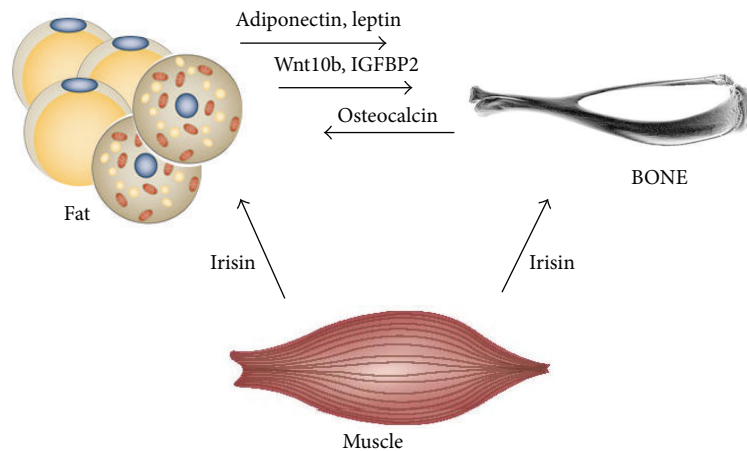 Adiponectin, leptin
Wnt10b, IGFBP2
Osteocalcin
Fat
BONE
Irisin
Irisin
Muscle